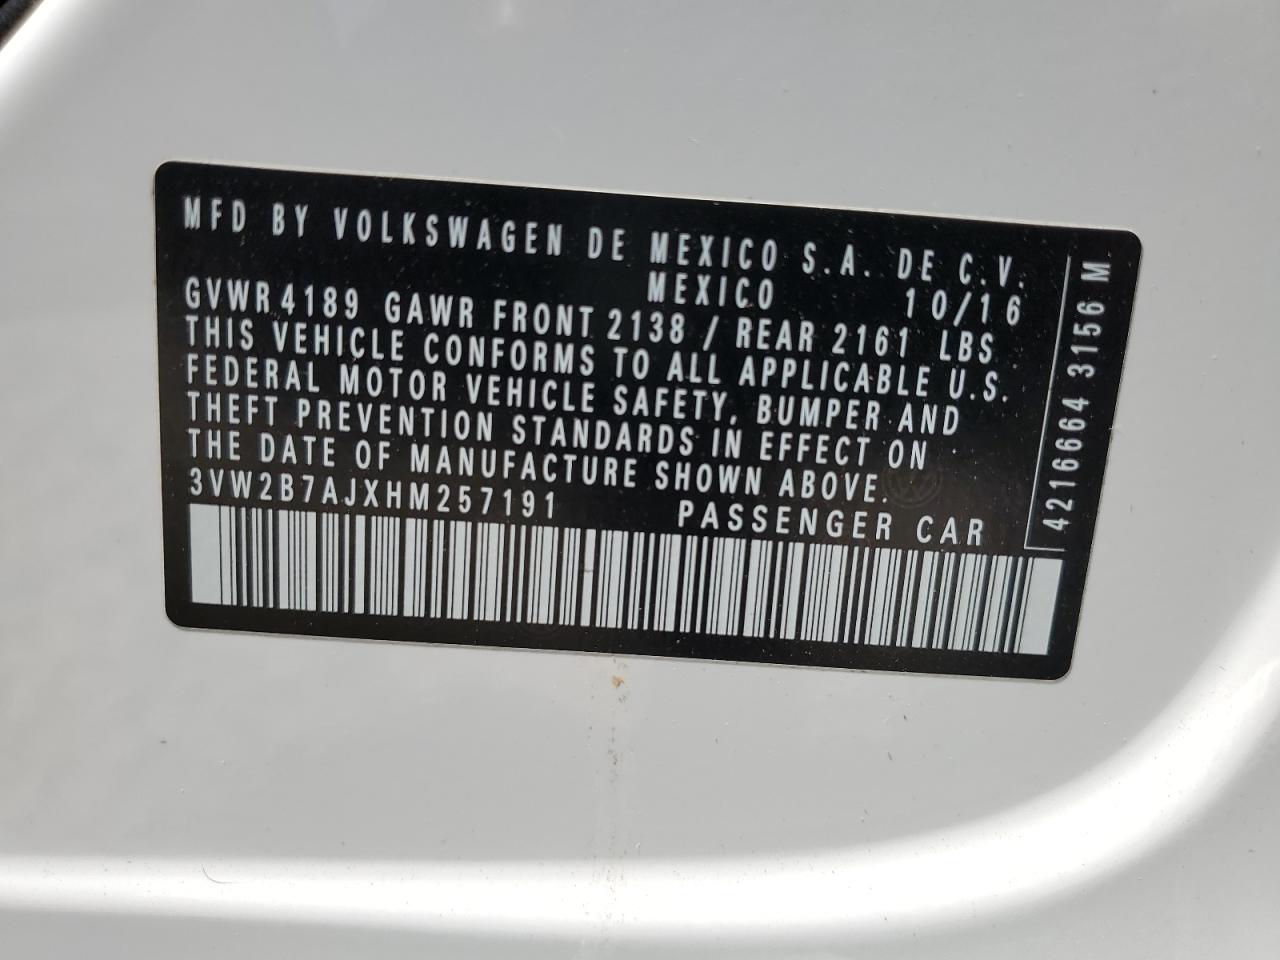 MFD BY VOLKSWAGEN DE MEXICO S.A. DE C.V.
MEXICO 10/16
GVWR 4189 GAWR FRONT 2138 / REAR 2161 LBS
THIS VEHICLE CONFORMS TO ALL APPLICABLE U.S.
FEDERAL MOTOR VEHICLE SAFETY, BUMPER AND
THEFT PREVENTION STANDARDS IN EFFECT ON
THE DATE OF MANUFACTURE SHOWN ABOVE.
3VW2B7AJXHM257191 PASSENGER CAR
4216664 3156 M